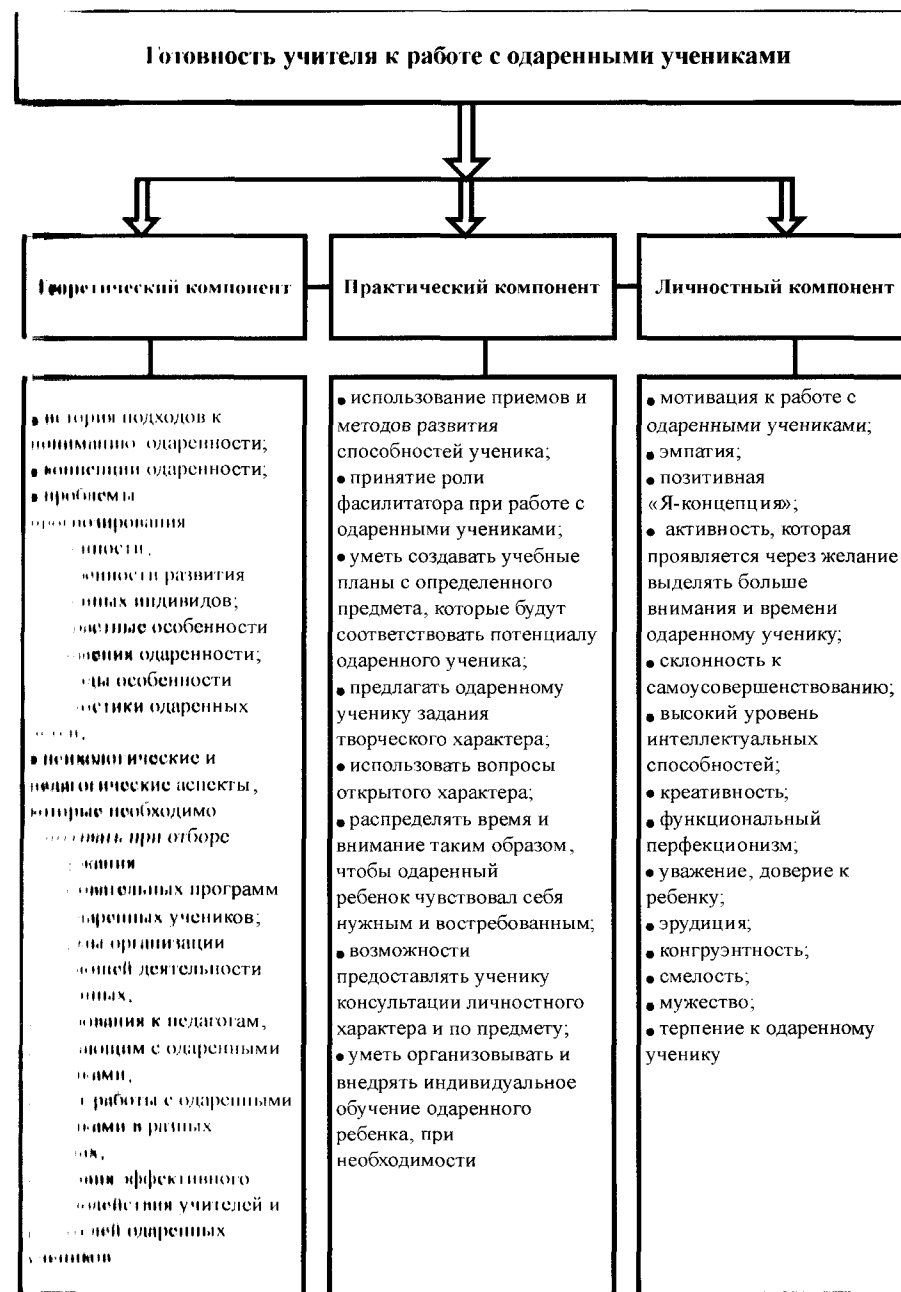 Готовность учителя к работе с одаренными учениками
Теоретический компонент
Практический компонент
Личностный компонент
• история подходов к
пониманию одаренности;
• концепции одаренности;
• проблемы
прогнозирования
развития
индивидов;
особенности
одаренности;
особенности
одаренных
• психологические и
педагогические аспекты,
которые необходимо
при отборе
программ
учеников;
организации
деятельности
к педагогам,
с одаренными
работы с одаренными
в разных
эффективного
учителей и
одаренных
учеников
• использование приемов и
методов развития
способностей ученика;
• принятие роли
фасилитатора при работе с
одаренными учениками;
• уметь создавать учебные
планы с определенного
предмета, которые будут
соответствовать потенциалу
одаренного ученика;
• предлагать одаренному
ученику задания
творческого характера;
• использовать вопросы
открытого характера;
• распределять время и
внимание таким образом,
чтобы одаренный
ребенок чувствовал себя
нужным и востребованным;
• возможности
предоставлять ученику
консультации личностного
характера и по предмету;
• уметь организовывать и
внедрять индивидуальное
обучение одаренного
ребенка, при
необходимости
• мотивация к работе с
одаренными учениками;
• эмпатия;
• позитивная
«Я-концепция»;
• активность, которая
проявляется через желание
выделять больше
внимания и времени
одаренному ученику;
• склонность к
самоусовершенствованию;
• высокий уровень
интеллектуальных
способностей;
• креативность;
• функциональный
перфекционизм;
• уважение, доверие к
ребенку;
• эрудиция;
• конгруэнтность;
• смелость;
• мужество;
• терпение к одаренному
ученику